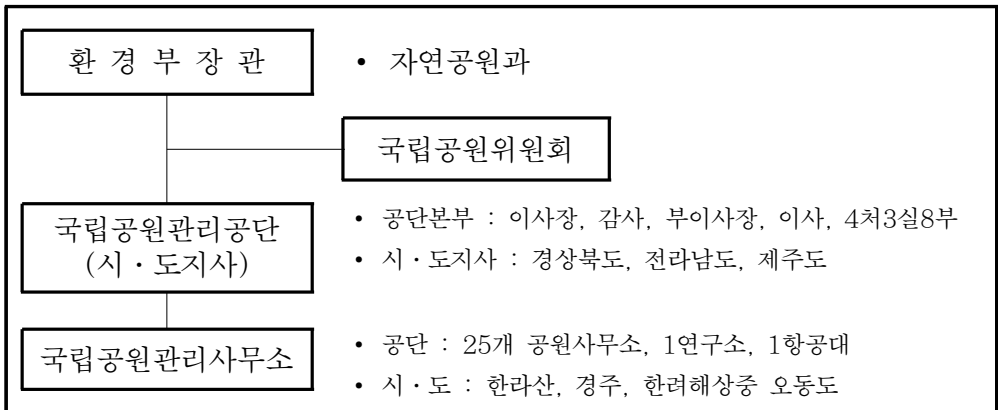 환 경 부 장 관
• 자연공원과
국립공원위원회
국립공원관리공단
(시・도지사)
• 공단본부 : 이사장, 감사, 부이사장, 이사, 4처3실8부
• 시・도지사 : 경상북도, 전라남도, 제주도
국립공원관리사무소
• 공단 : 25개 공원사무소, 1연구소, 1항공대
• 시・도 : 한라산, 경주, 한려해상중 오동도